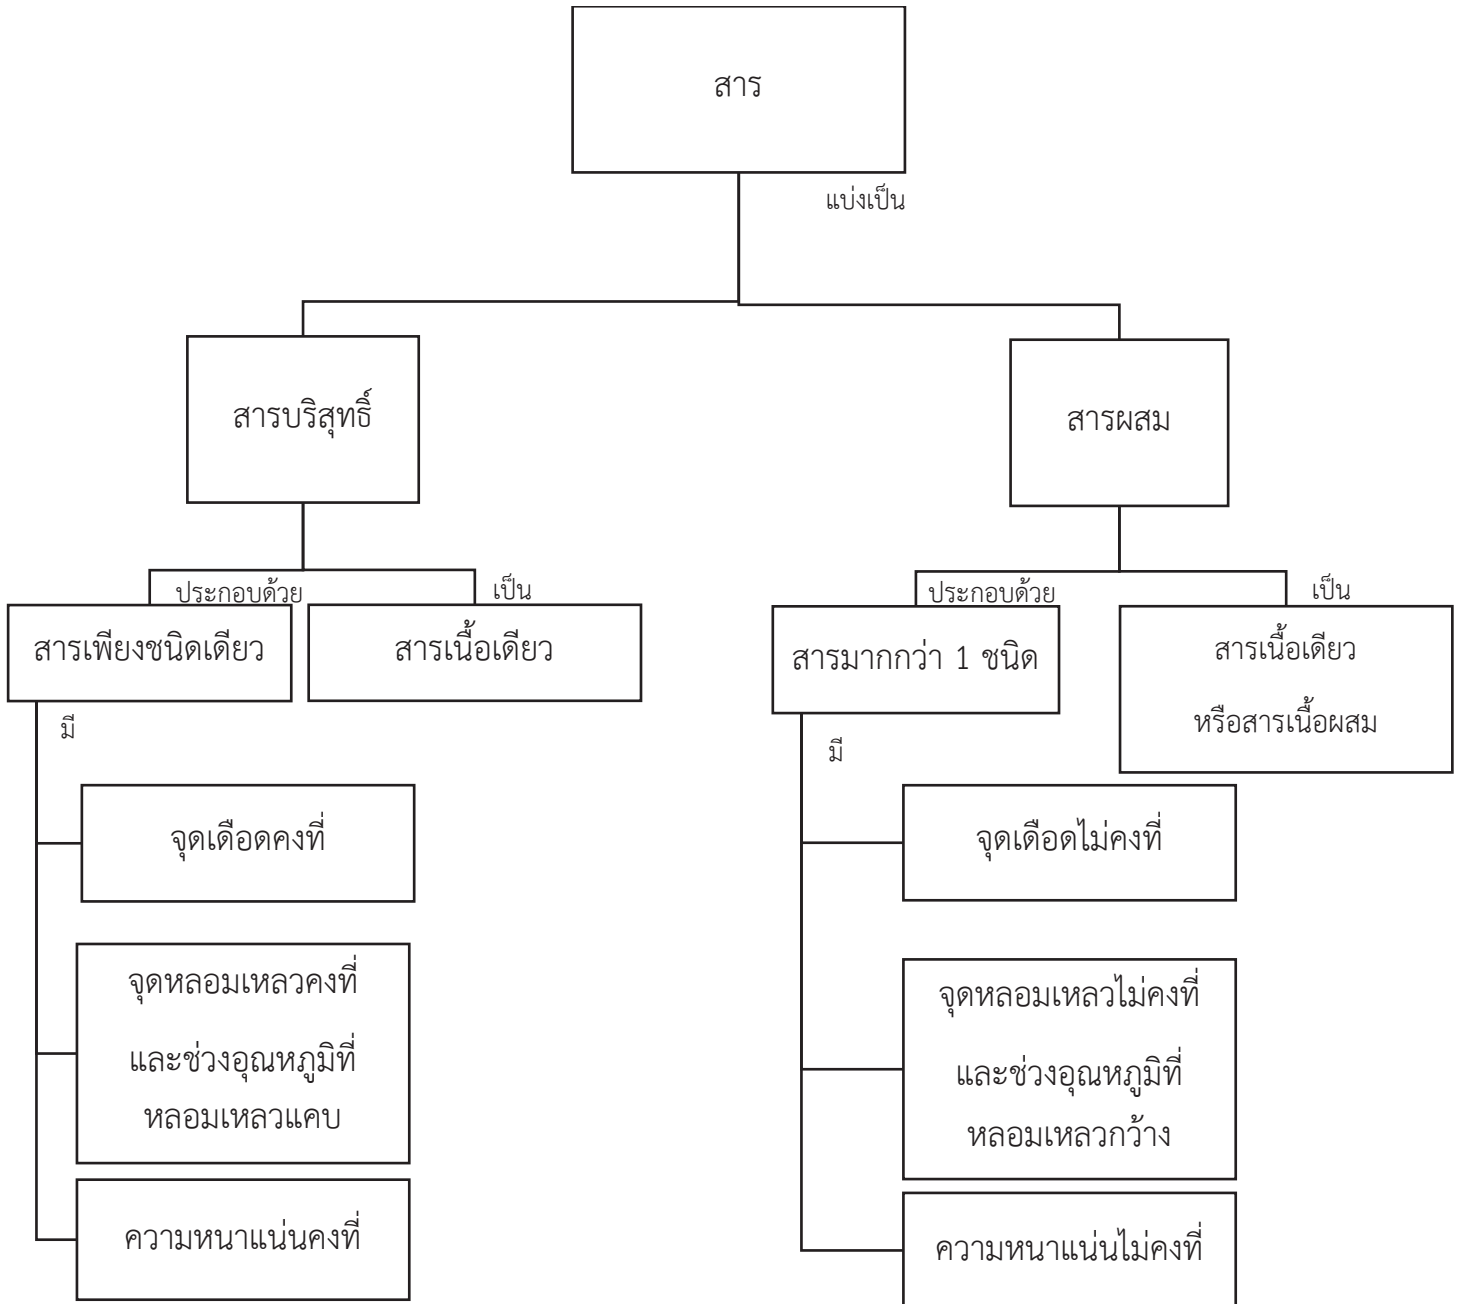 สาร
แบ่งเป็น
สารบริสุทธิ์
สารผสม
ประกอบด้วย
เป็น
ประกอบด้วย
เป็น
สารเพียงชนิดเดียว
สารเนื้อเดียว
สารมากกว่า 1 ชนิด
สารเนื้อเดียว
หรือสารเนื้อผสม
มี
มี
จุดเดือดคงที่
จุดเดือดไม่คงที่
จุดหลอมเหลวคงที่
และช่วงอุณหภูมิที่
หลอมเหลวแคบ
จุดหลอมเหลวไม่คงที่
และช่วงอุณหภูมิที่
หลอมเหลวกว้าง
ความหนาแน่นคงที่
ความหนาแน่นไม่คงที่